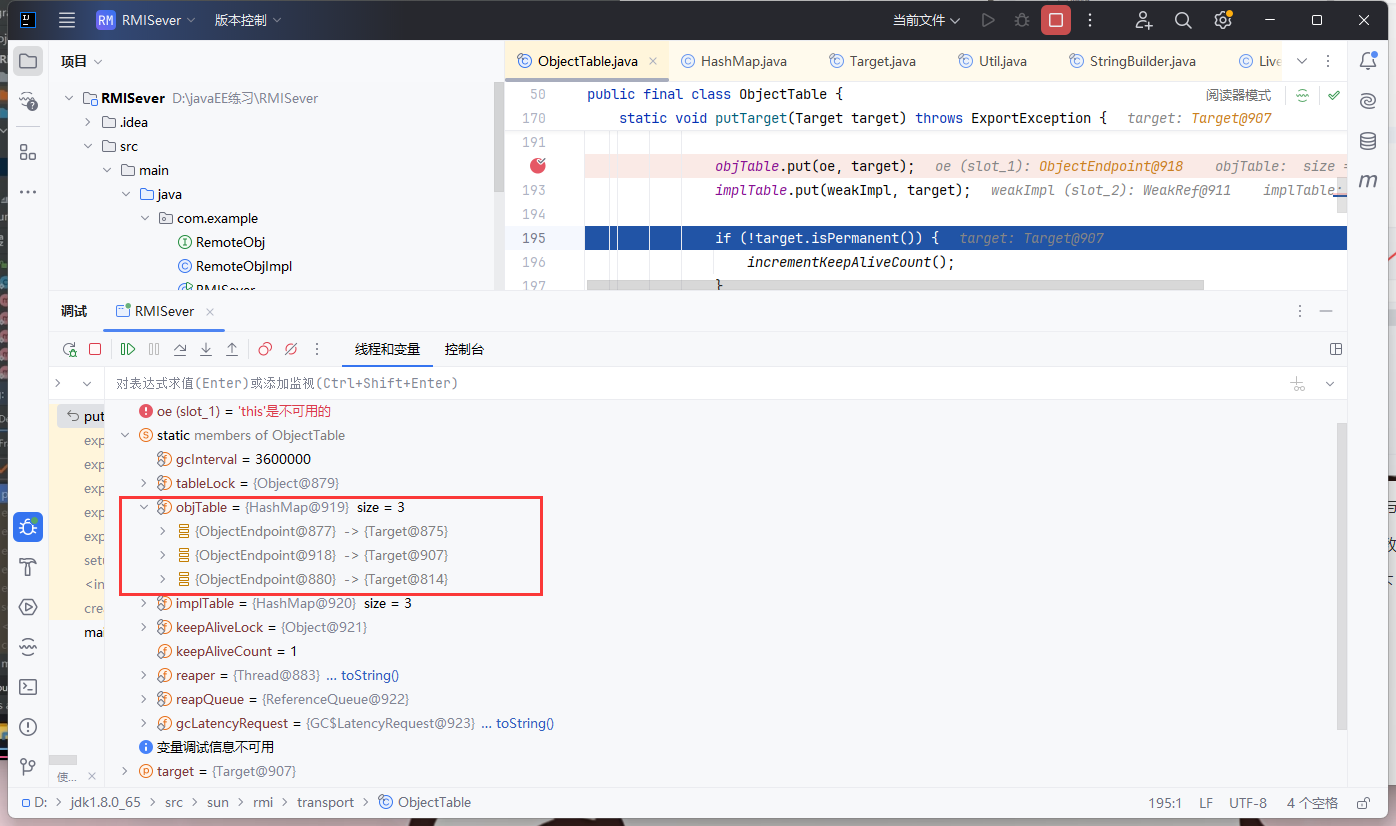 RM RMISever 版本控制 当前文件
项目
RMISever D:\javaEE练习\RMISever
.idea
src
main
java
com.example
RemoteObj
RemoteObjImpl
RMISever
ObjectTable.java HashMap.java Target.java Util.java StringBuilder.java Live
50 public final class ObjectTable { 阅读器模式
170 static void putTarget(Target target) throws ExportException { target: Target@907
191
objTable.put(oe, target); oe (slot_1): ObjectEndpoint@918 objTable: size =
193 implTable.put(weakImpl, target); weakImpl (slot_2): WeakRef@911 implTable:
194
195 if (!target.isPermanent()) { target: Target@907
196 incrementKeepAliveCount();
197 }
调试 RMISever
线程和变量 控制台
对表达式求值(Enter)或添加监视(Ctrl+Shift+Enter)
put
exp
exp
exp
exp
exp
setu
<in
crea
mai
使...
oe (slot_1) = 'this'是不可用的
static members of ObjectTable
gcInterval = 3600000
tableLock = {Object@879}
objTable = {HashMap@919} size = 3
{ObjectEndpoint@877} -> {Target@875}
{ObjectEndpoint@918} -> {Target@907}
{ObjectEndpoint@880} -> {Target@814}
implTable = {HashMap@920} size = 3
keepAliveLock = {Object@921}
keepAliveCount = 1
reaper = {Thread@883} ... toString()
reapQueue = {ReferenceQueue@922}
gcLatencyRequest = {GC$LatencyRequest@923} ... toString()
变量调试信息不可用
target = {Target@907}
D: > jdk1.8.0_65 > src > sun > rmi > transport > ObjectTable 195:1 LF UTF-8 4 个空格